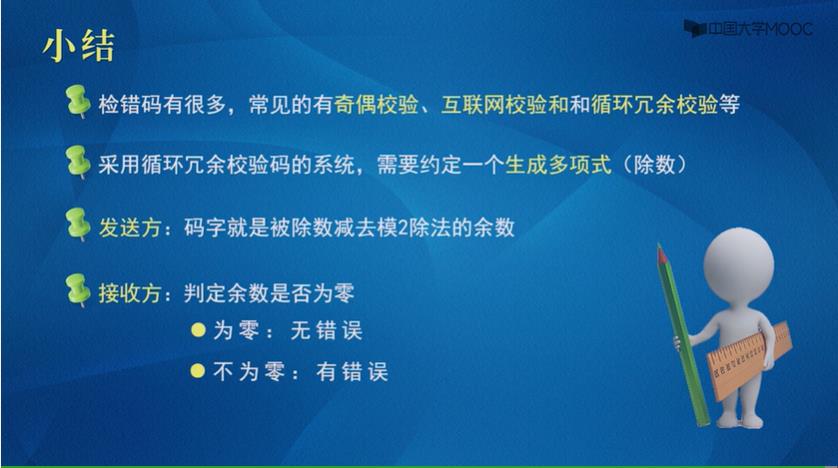 小结
中国大学MOOC
检错码有很多，常见的有奇偶校验、互联网校验和和循环冗余校验等
采用循环冗余校验码的系统，需要约定一个生成多项式（除数）
发送方：码字就是被除数减去模2除法的余数
接收方：判定余数是否为零
为零：无错误
不为零：有错误